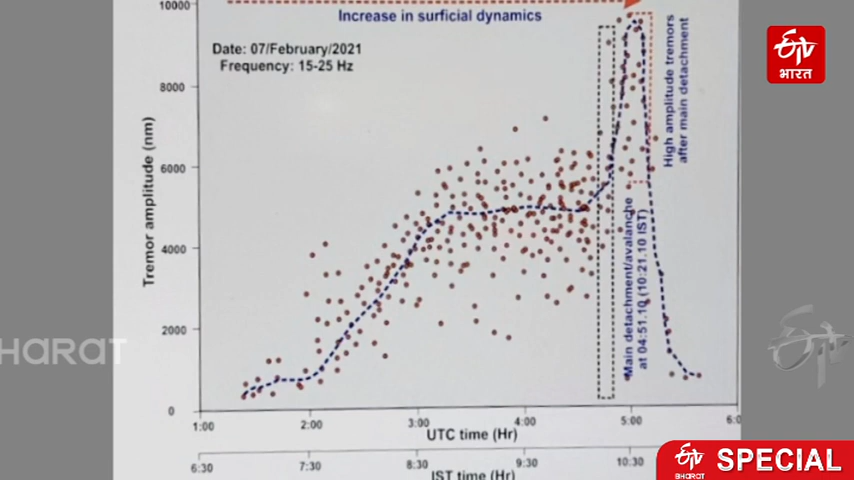 10000
Increase in surficial dynamics
Date: 07/February/2021
Frequency: 15-25 Hz
8000
6000
4000
2000
0
Tremor amplitude (nm)
High amplitude tremors
after main detachment
Main detachment/avalanche
at 04:51.10 (10:21.10 IST)
1:00
2:00
3:00
4:00
5:00
6:0
UTC time (Hr)
6:30
7:30
8:30
9:30
10:30
IST time (Hr)
भारत
HARAT
BHARAT
SPECIAL